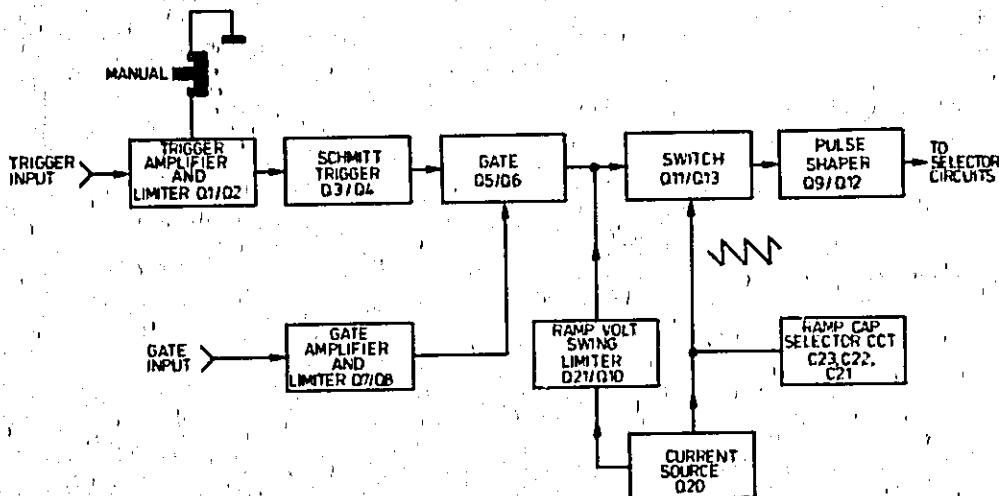 MANUAL
TRIGGER
INPUT
TRIGGER
AMPLIFIER
AND
LIMITER Q1/Q2
SCHMITT
TRIGGER
Q3/Q4
GATE
Q5/Q6
SWITCH
Q11/Q13
PULSE
SHAPER
Q9/Q12
TO
SELECTOR
CIRCUITS
GATE
INPUT
GATE
AMPLIFIER
AND
LIMITER Q7/Q8
RAMP VOLT
SWING
LIMITER
Q21/Q10
RAMP CAP
SELECTOR CCT
C23,C22,
C21
CURRENT
SOURCE
Q20